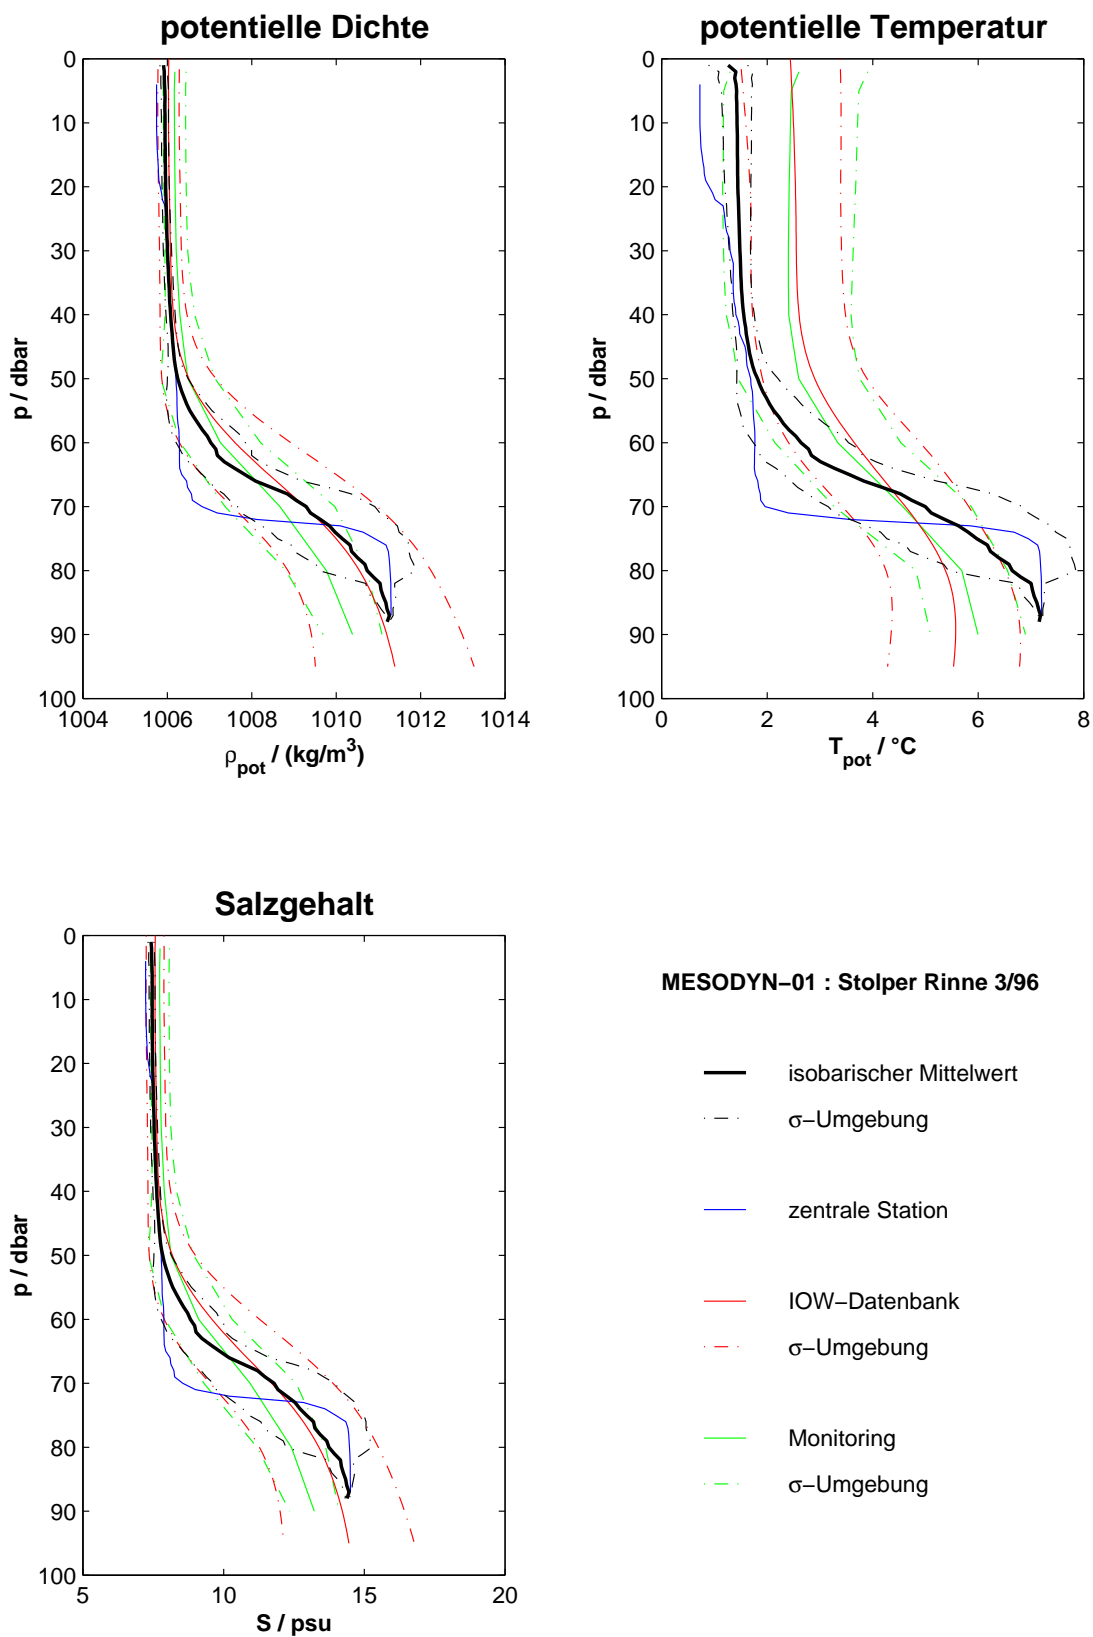 potentielle Dichte
0
10
20
30
40
50
60
70
80
90
100
p / dbar
1004 1006 1008 1010 1012 1014
ρpot / (kg/m³)
potentielle Temperatur
0
10
20
30
40
50
60
70
80
90
100
p / dbar
0 2 4 6 8
Tpot / °C
Salzgehalt
0
10
20
30
40
50
60
70
80
90
100
p / dbar
5 10 15 20
S / psu
MESODYN−01 : Stolper Rinne 3/96
isobarischer Mittelwert
σ−Umgebung
zentrale Station
IOW−Datenbank
σ−Umgebung
Monitoring
σ−Umgebung